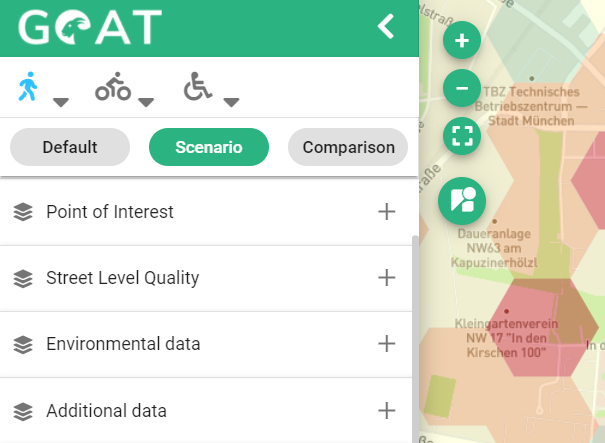 GOAT
Default
Scenario
Comparison
Point of Interest
Street Level Quality
Environmental data
Additional data
TBZ Technisches
Betriebszentrum —
Stadt München
Daueranlage
NW63 am
Kapuzinerhölzl
Kleingartenverein
NW 17 "In den
Kirschen 100"
In d